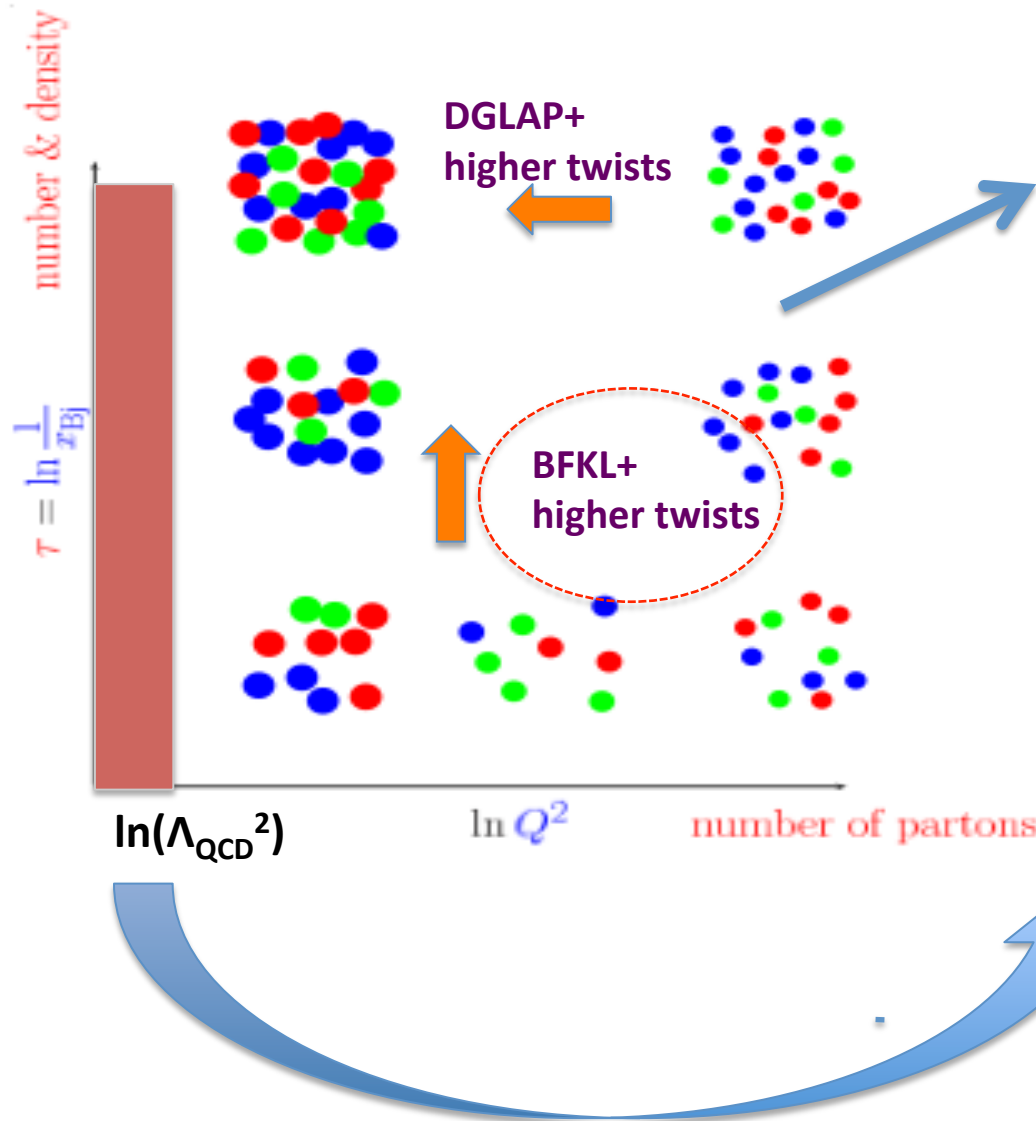 number & density
τ = ln 1/x_Bj
DGLAP+
higher twists
BFKL+
higher twists
ln(Λ_QCD²)
ln Q²
number of partons